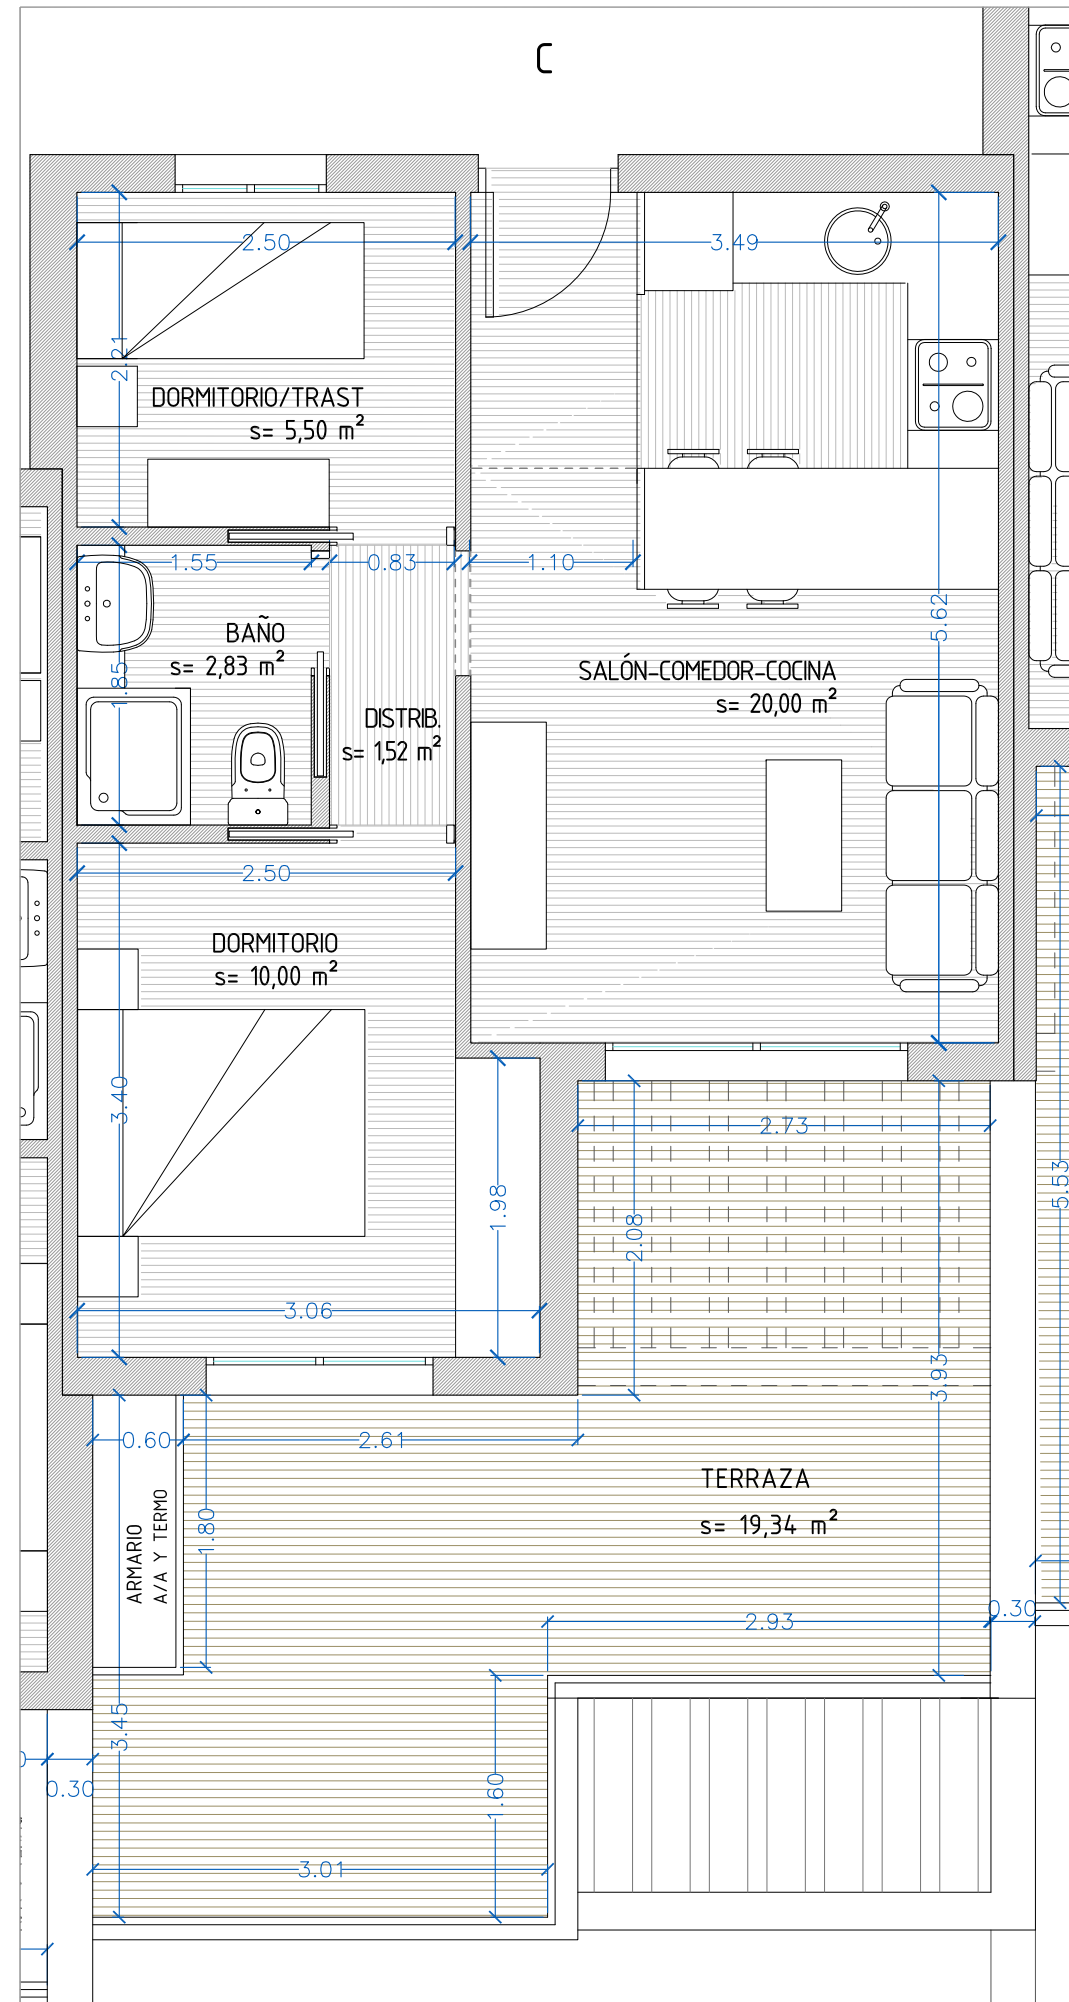 C
2.50
3.49
2.21
DORMITORIO/TRAST
s= 5,50 m²
1.55
0.83
1.10
5.62
BAÑO
s= 2,83 m²
1.85
SALÓN-COMEDOR-COCINA
s= 20,00 m²
DISTRIB.
s= 1,52 m²
2.50
DORMITORIO
s= 10,00 m²
3.40
2.73
1.98
2.08
5.53
3.06
3.93
0.60
2.61
TERRAZA
s= 19,34 m²
1.80
ARMARIO
A/A Y TERMO
0.30
2.93
3.45
0.30
1.60
3.01